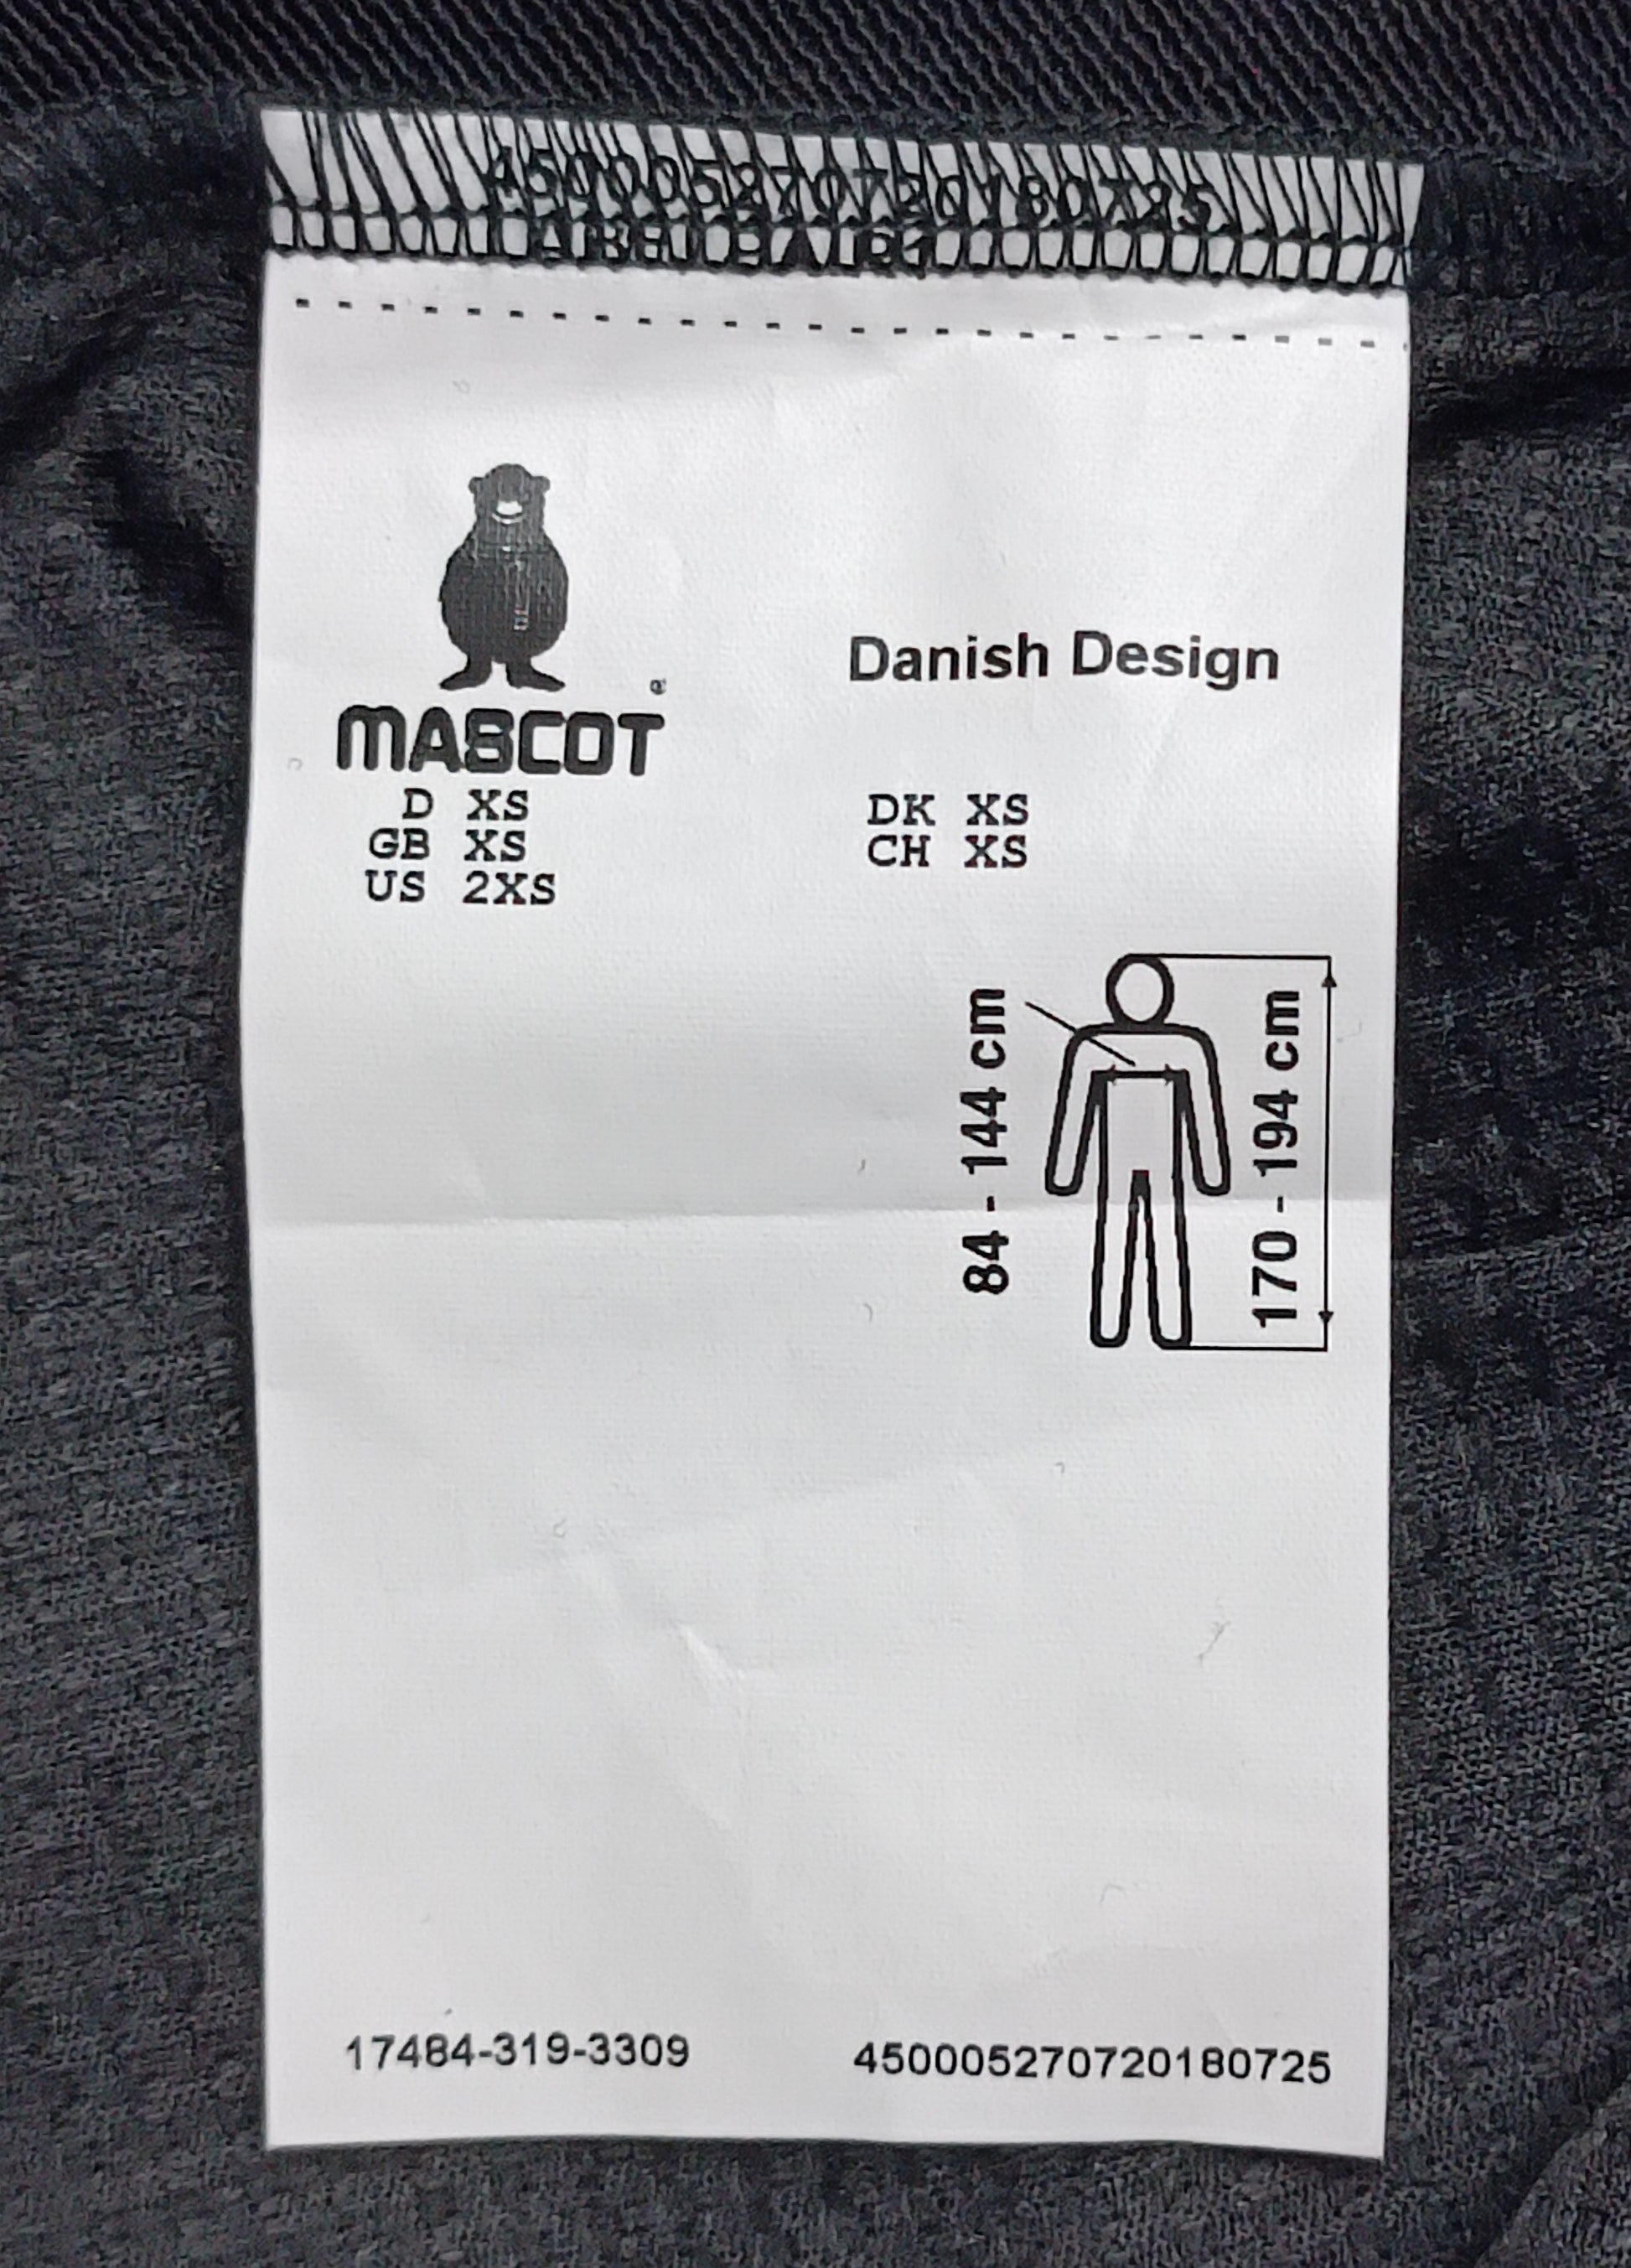 450005270720180725
®
MASCOT
Danish Design
D XS
GB XS
US 2XS
DK XS
CH XS
84 - 144 cm
170 - 194 cm
17484-319-3309
450005270720180725